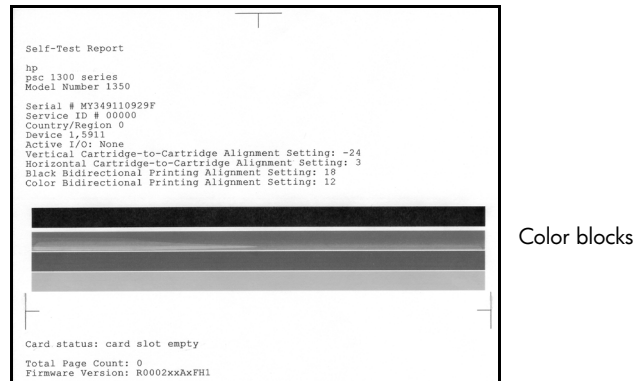 Self-Test Report
hp
psc 1300 series
Model Number 1350
Serial # MY349110929F
Service ID # 00000
Country/Region 0
Device 1,5911
Active I/O: None
Vertical Cartridge-to-Cartridge Alignment Setting: -24
Horizontal Cartridge-to-Cartridge Alignment Setting: 3
Black Bidirectional Printing Alignment Setting: 18
Color Bidirectional Printing Alignment Setting: 12
Color blocks
Card status: card slot empty
Total Page Count: 0
Firmware Version: R0002xxAxFH1